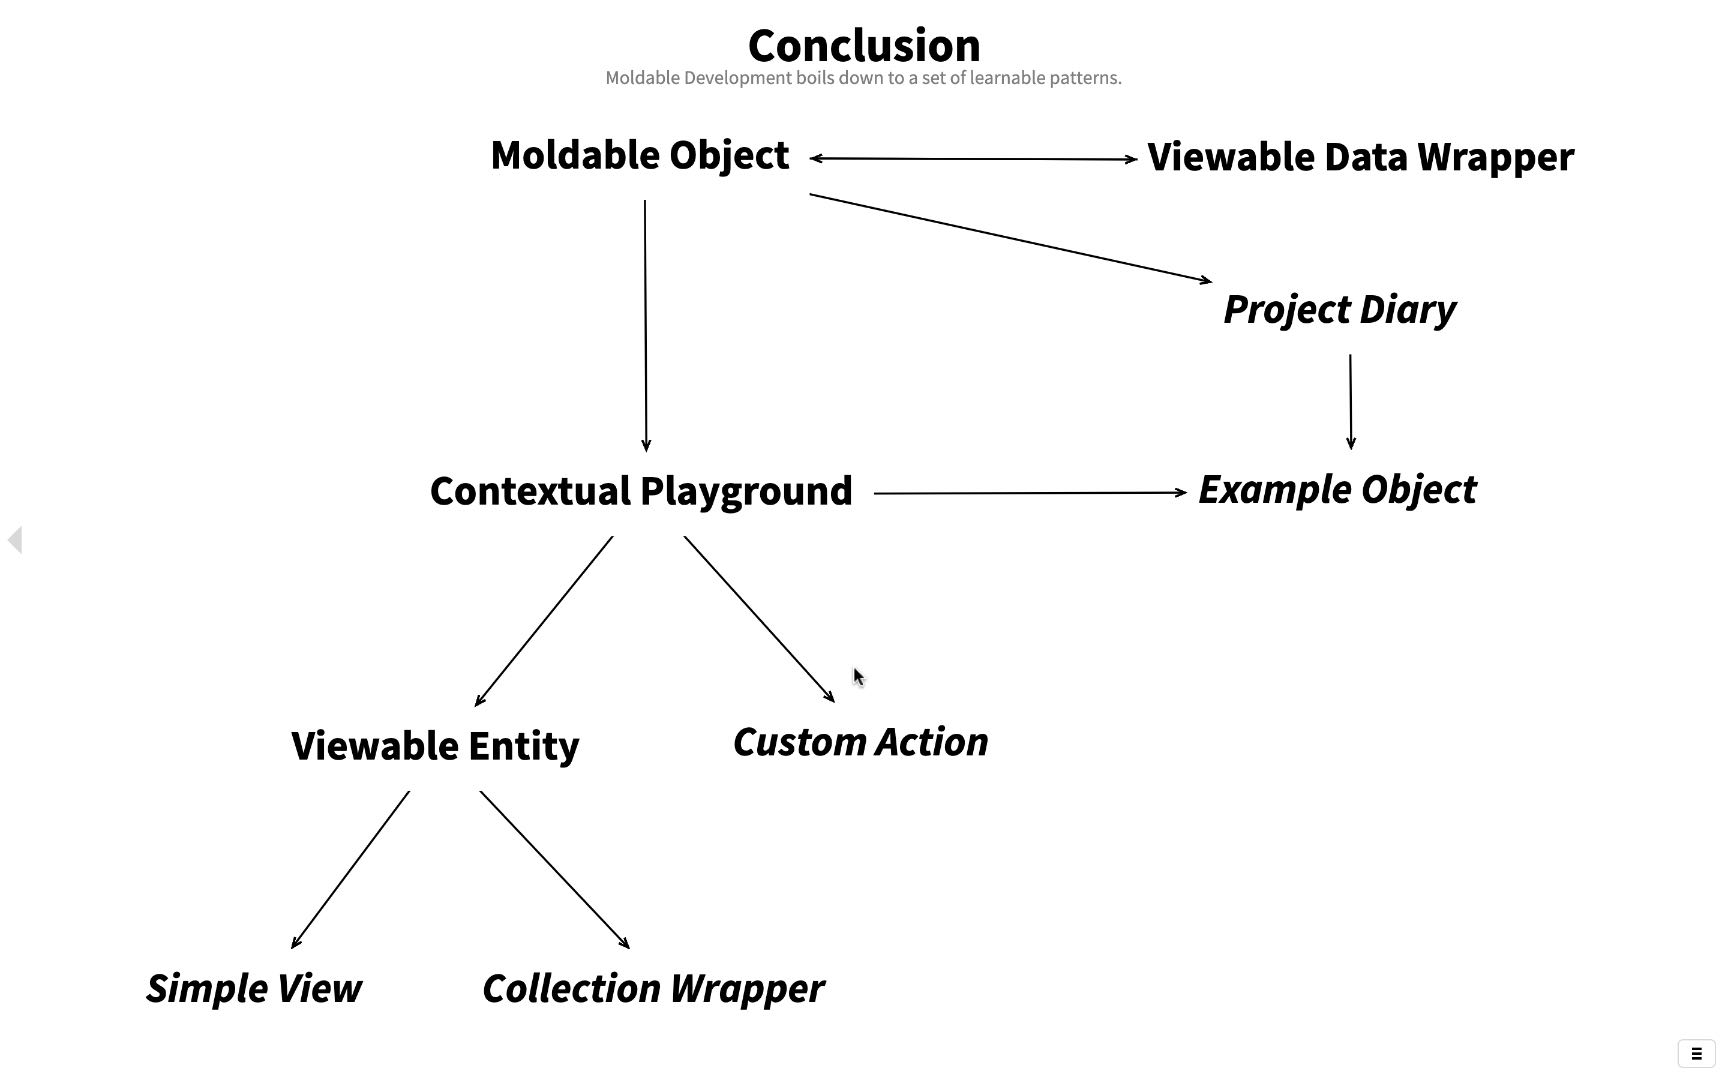 Conclusion
Moldable Development boils down to a set of learnable patterns.
Moldable Object
Viewable Data Wrapper
Project Diary
Contextual Playground
Example Object
Viewable Entity
Custom Action
Simple View
Collection Wrapper